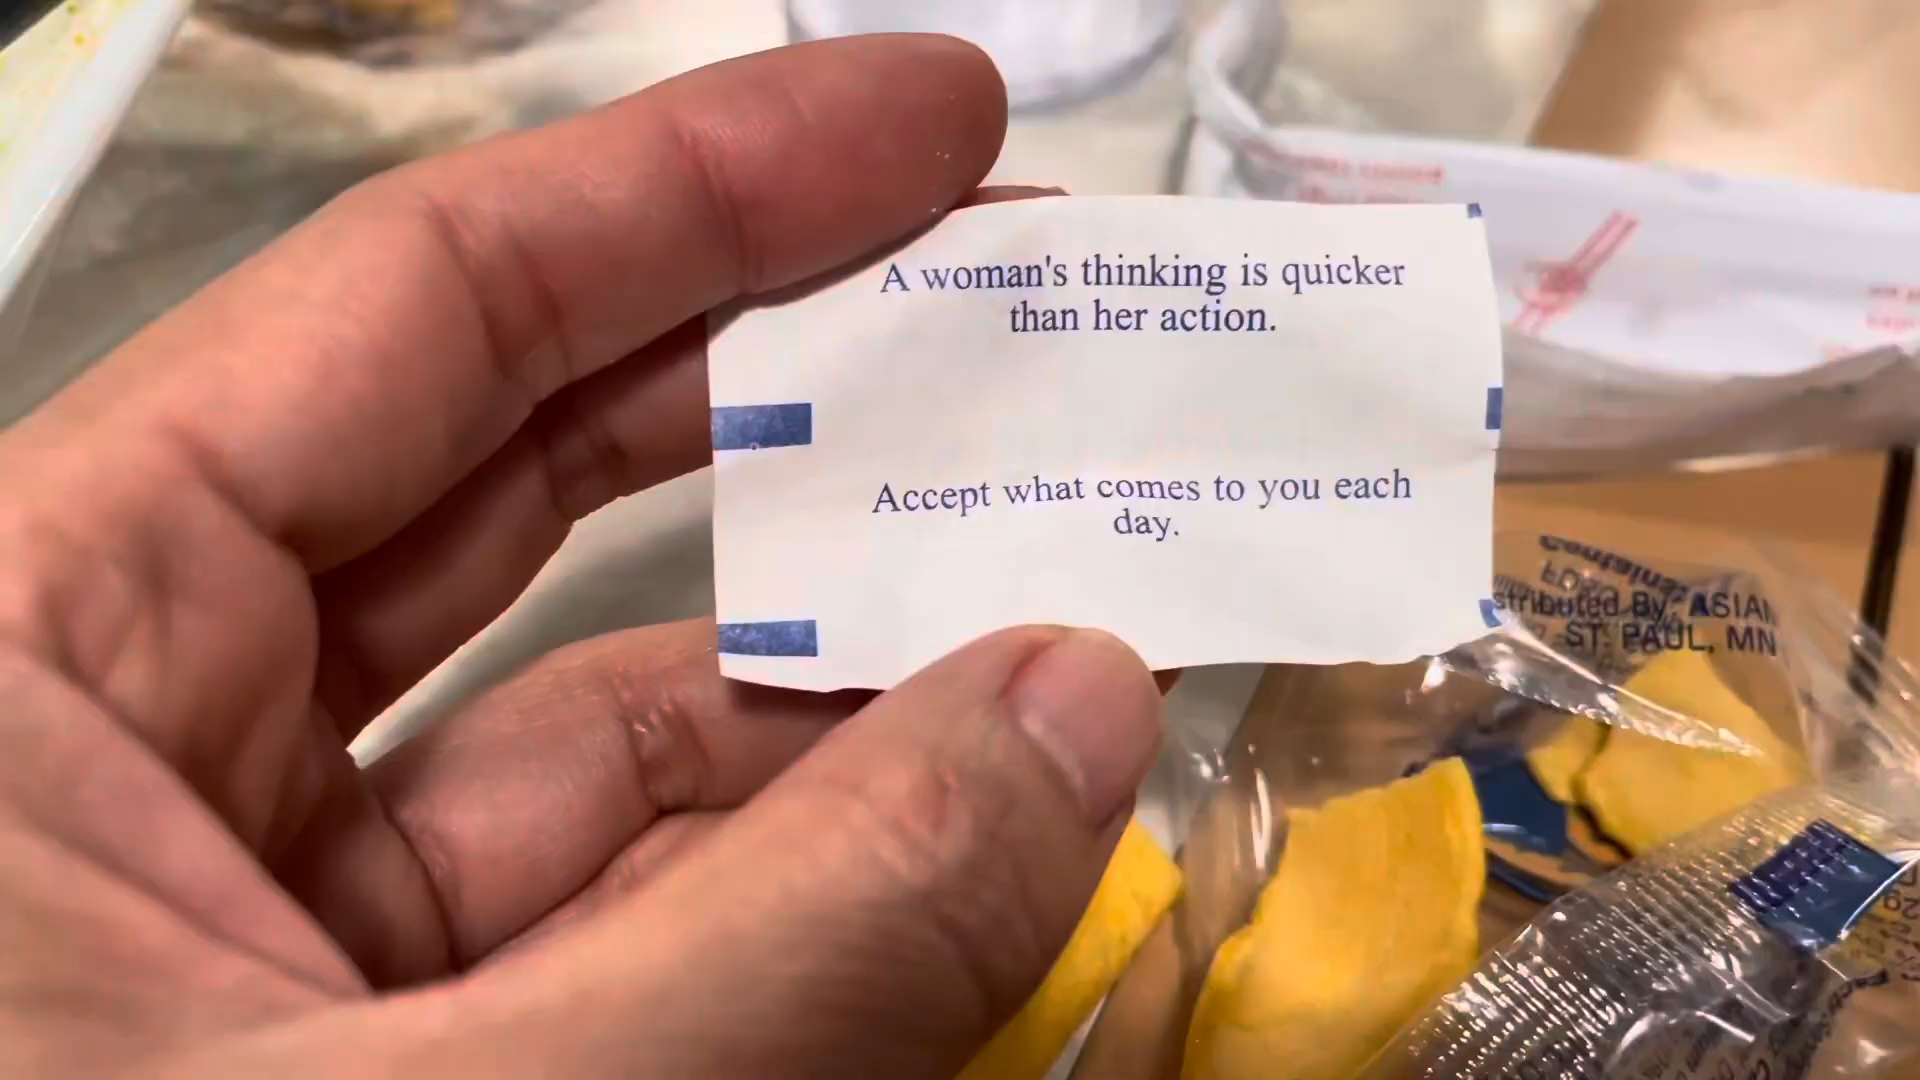 A woman's thinking is quicker
than her action.
Accept what comes to you each
day.
stributed By: ASIAN
ST. PAUL, MN